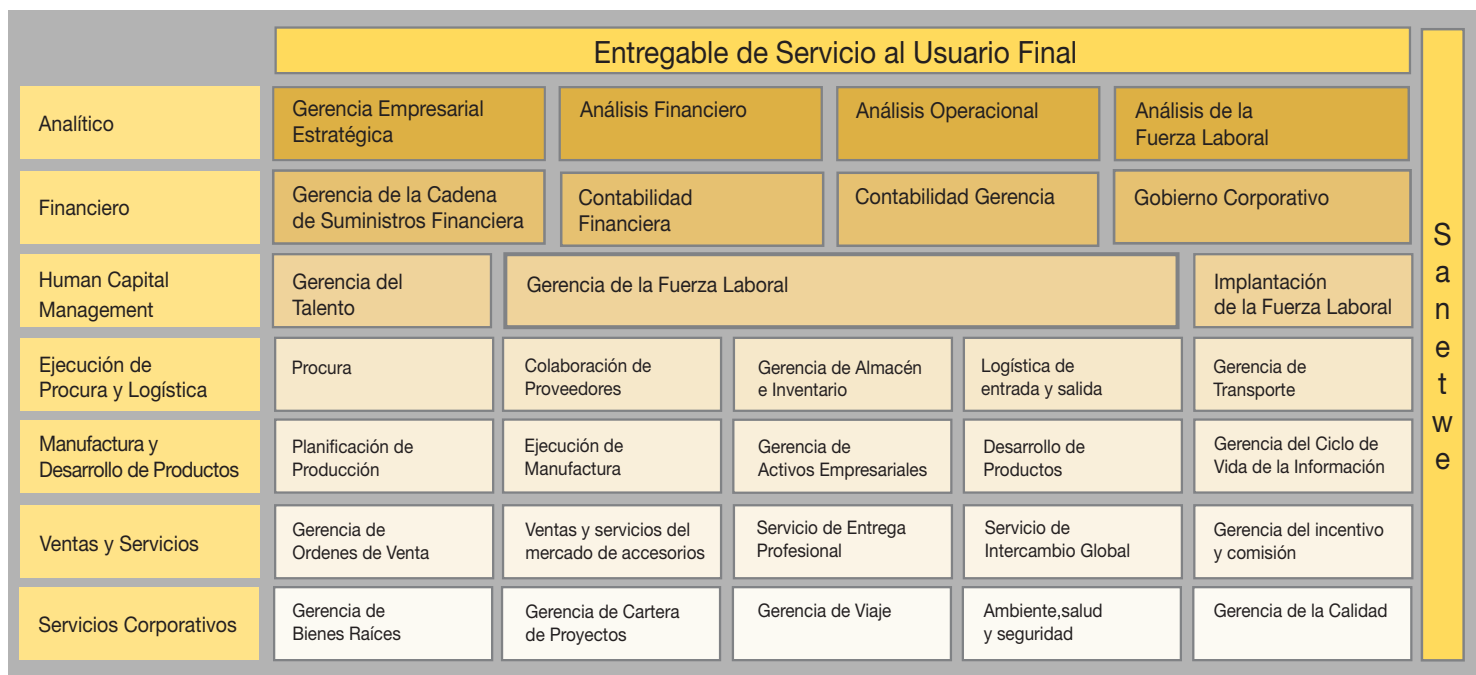 Entregable de Servicio al Usuario Final
Analítico
Gerencia Empresarial
Estratégica
Análisis Financiero
Análisis Operacional
Análisis de la
Fuerza Laboral
Financiero
Gerencia de la Cadena
de Suministros Financiera
Contabilidad
Financiera
Contabilidad Gerencia
Gobierno Corporativo
Human Capital
Management
Gerencia del
Talento
Gerencia de la Fuerza Laboral
Implantación
de la Fuerza Laboral
Ejecución de
Procura y Logística
Procura
Colaboración de
Proveedores
Gerencia de Almacén
e Inventario
Logística de
entrada y salida
Gerencia de
Transporte
Manufactura y
Desarrollo de Productos
Planificación de
Producción
Ejecución de
Manufactura
Gerencia de
Activos Empresariales
Desarrollo de
Productos
Gerencia del Ciclo de
Vida de la Información
Ventas y Servicios
Gerencia de
Ordenes de Venta
Ventas y servicios del
mercado de accesorios
Servicio de Entrega
Profesional
Servicio de
Intercambio Global
Gerencia del incentivo
y comisión
Servicios Corporativos
Gerencia de
Bienes Raíces
Gerencia de Cartera
de Proyectos
Gerencia de Viaje
Ambiente,salud
y seguridad
Gerencia de la Calidad
Sanetwe